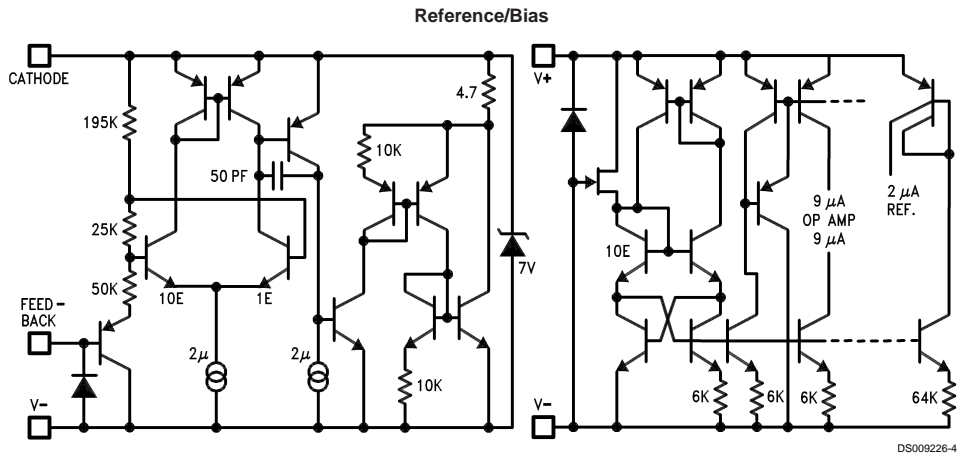 Reference/Bias
CATHODE
195K
50 PF
25K
50K
10E
1E
FEED-
BACK
2μ
2μ
V-
10K
4.7
10K
7V
V+
10E
9 μA
OP AMP
9 μA
2 μA
REF.
6K
6K
6K
64K
V-
DS009226-4